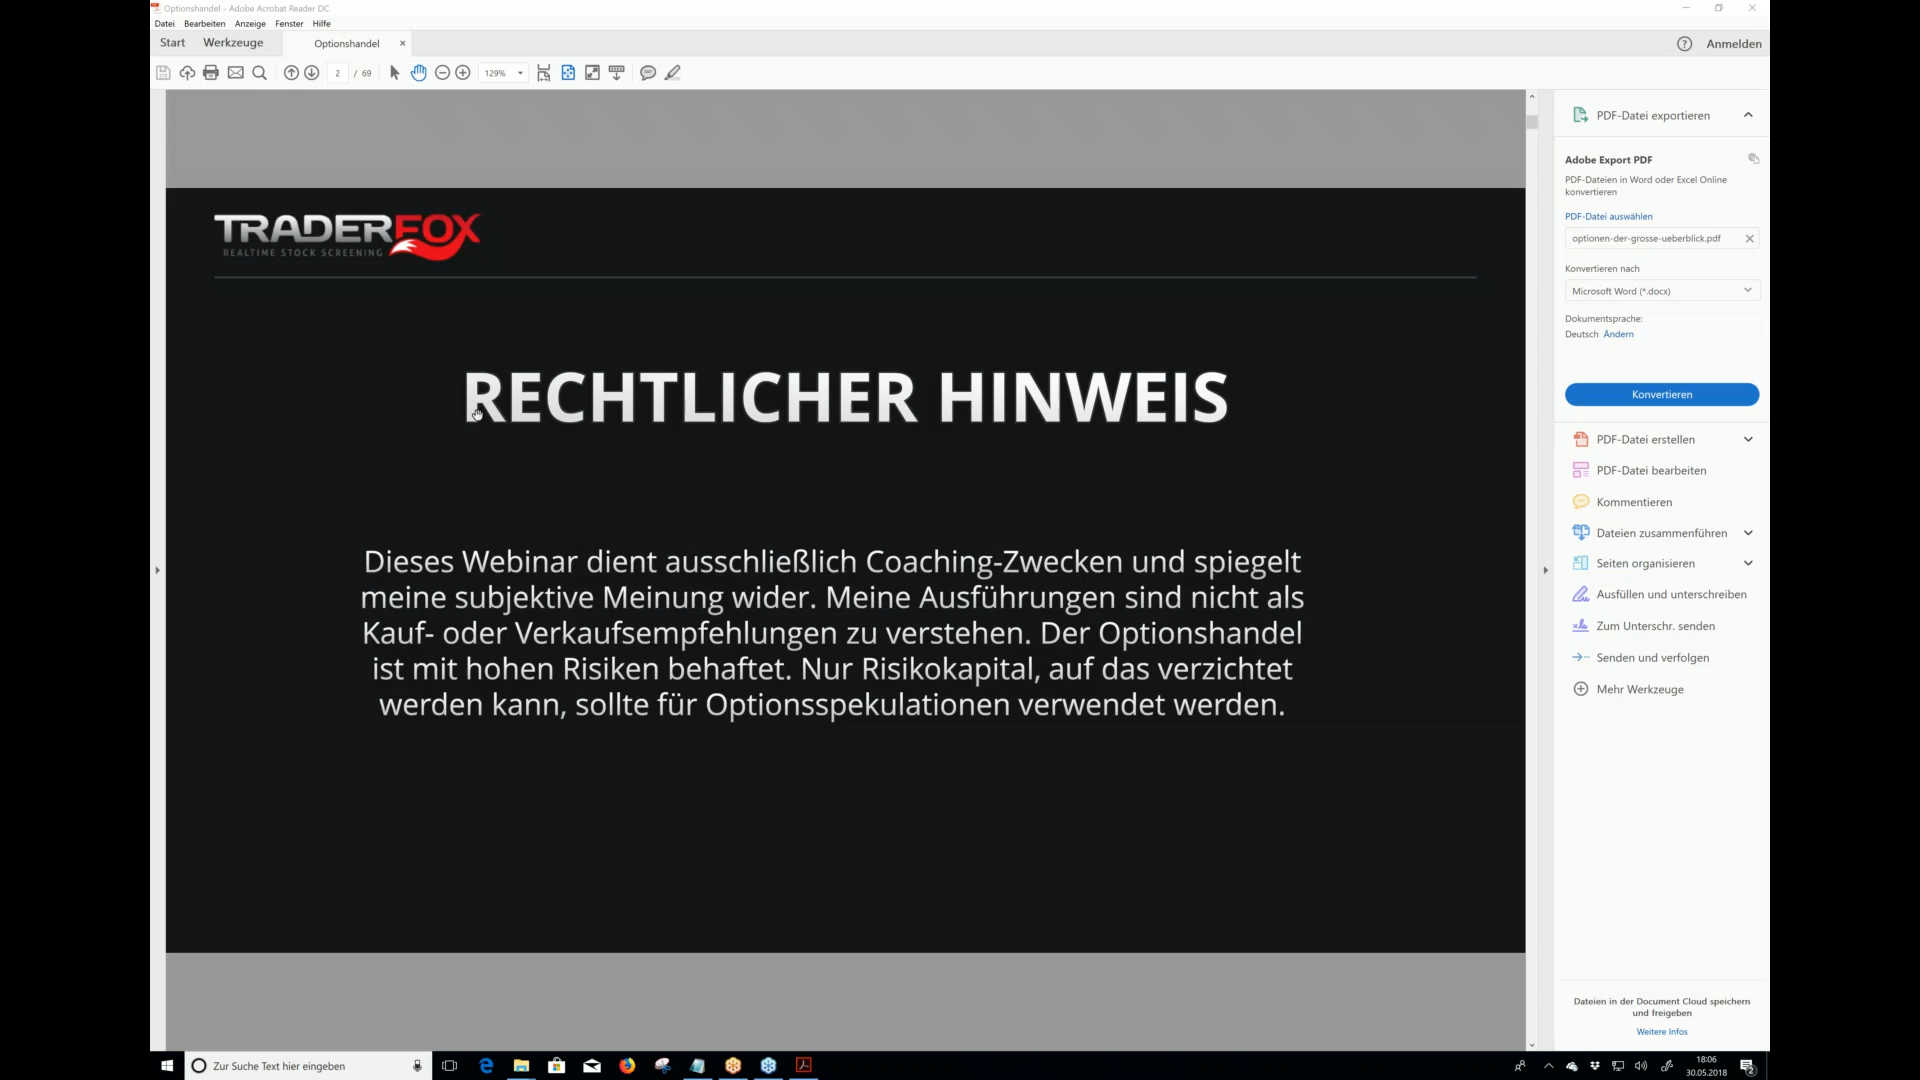 Optionshandel - Adobe Acrobat Reader DC
Datei Bearbeiten Anzeige Fenster Hilfe
Start Werkzeuge Optionshandel × Anmelden
2 / 69 129%
TRADERFOX
REALTIME STOCK SCREENING
RECHTLICHER HINWEIS
Dieses Webinar dient ausschließlich Coaching-Zwecken und spiegelt
meine subjektive Meinung wider. Meine Ausführungen sind nicht als
Kauf- oder Verkaufsempfehlungen zu verstehen. Der Optionshandel
ist mit hohen Risiken behaftet. Nur Risikokapital, auf das verzichtet
werden kann, sollte für Optionsspekulationen verwendet werden.
PDF-Datei exportieren
Adobe Export PDF
PDF-Dateien in Word oder Excel Online
konvertieren
PDF-Datei auswählen
optionen-der-grosse-ueberblick.pdf
Konvertieren nach
Microsoft Word (*.docx)
Dokumentsprache:
Deutsch Ändern
Konvertieren
PDF-Datei erstellen
PDF-Datei bearbeiten
Kommentieren
Dateien zusammenführen
Seiten organisieren
Ausfüllen und unterschreiben
Zum Unterschr. senden
Senden und verfolgen
Mehr Werkzeuge
Dateien in der Document Cloud speichern
und freigeben
Weitere Infos
Zur Suche Text hier eingeben
18:06
30.05.2018
2